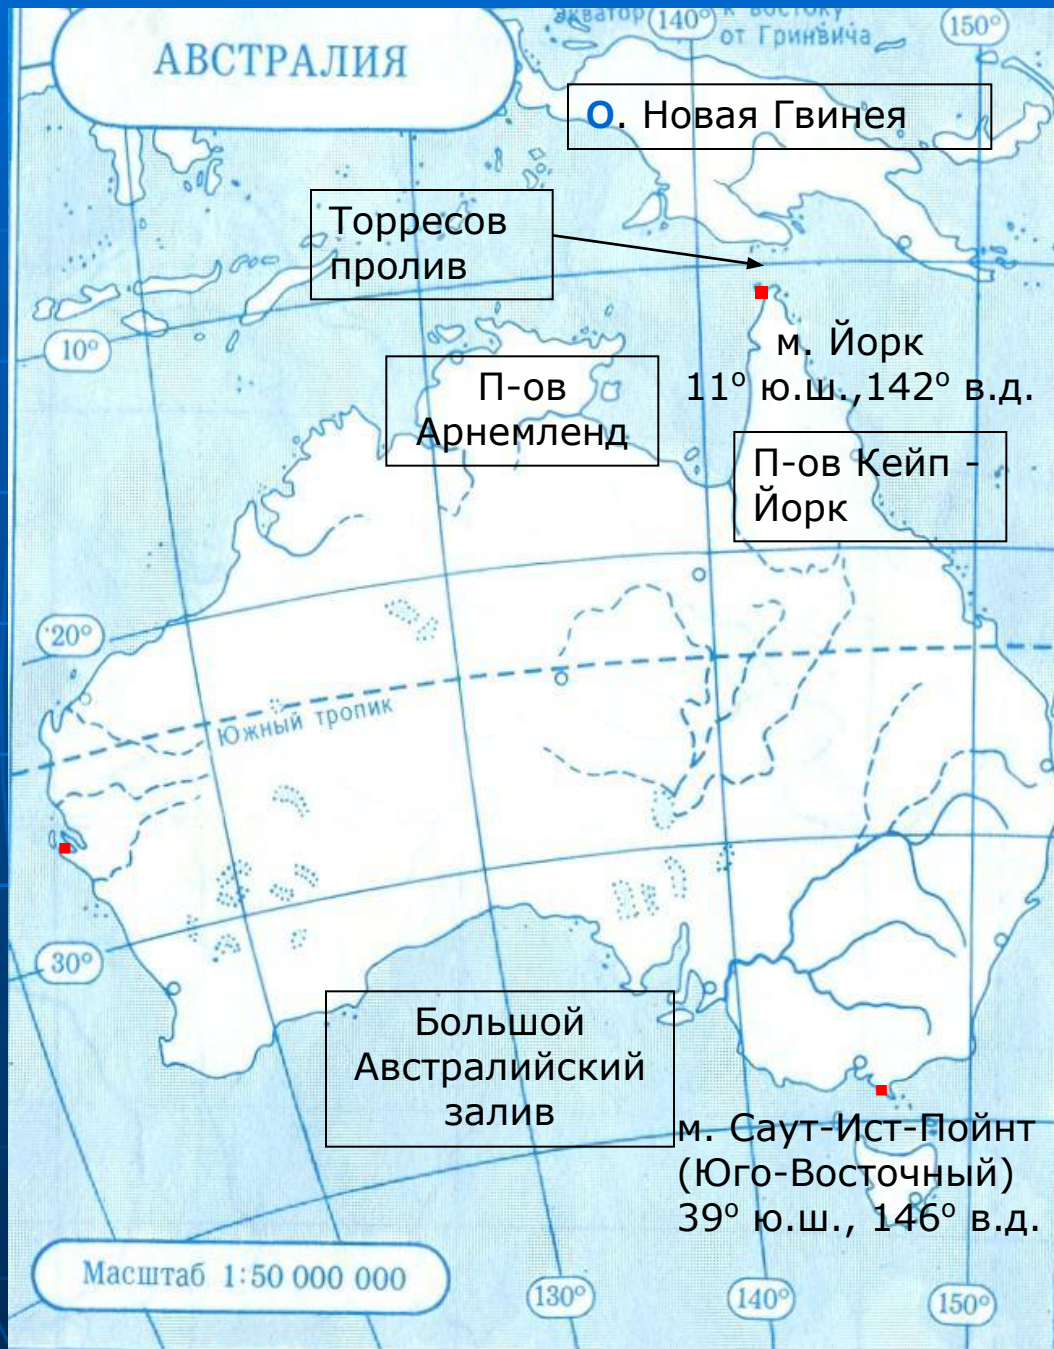 экватор 140° к востоку
от Гринвича
150°
АВСТРАЛИЯ
О. Новая Гвинея
Торресов
пролив
м. Йорк
11° ю.ш.,142° в.д.
10°
П-ов
Арнемленд
П-ов Кейп -
Йорк
20°
Южный тропик
30°
Большой
Австралийский
залив
м. Саут-Ист-Пойнт
(Юго-Восточный)
39° ю.ш., 146° в.д.
Масштаб 1:50 000 000
130°
140°
150°